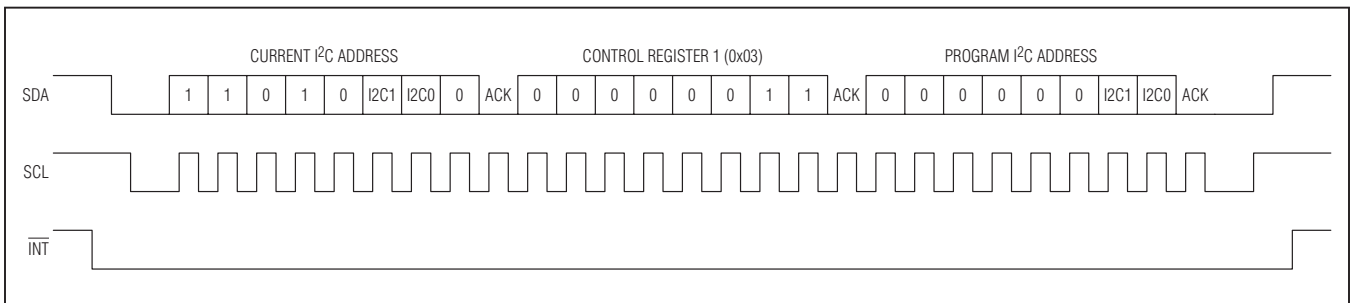 CURRENT I2C ADDRESS CONTROL REGISTER 1 (0x03) PROGRAM I2C ADDRESS
SDA 1 1 0 1 0 I2C1 I2C0 0 ACK 0 0 0 0 0 0 1 1 ACK 0 0 0 0 0 0 I2C1 I2C0 ACK
SCL
INT